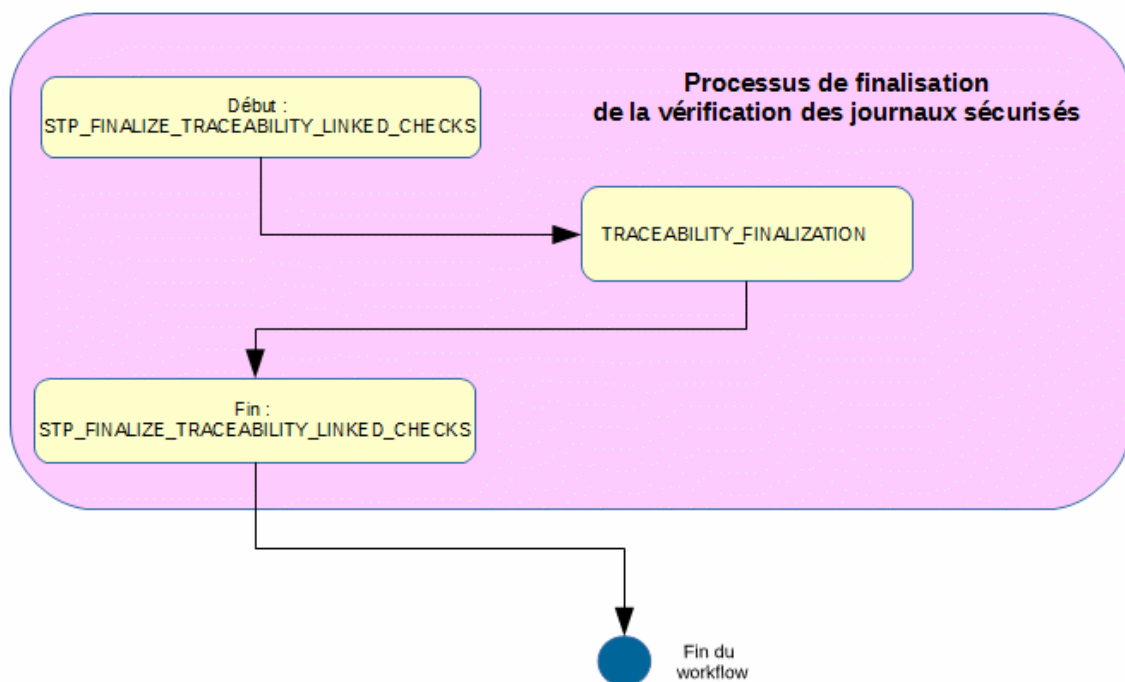 Processus de finalisation
de la vérification des journaux sécurisés
Début :
STP_FINALIZE_TRACEABILITY_LINKED_CHECKS
TRACEABILITY_FINALIZATION
Fin :
STP_FINALIZE_TRACEABILITY_LINKED_CHECKS
Fin du
workflow